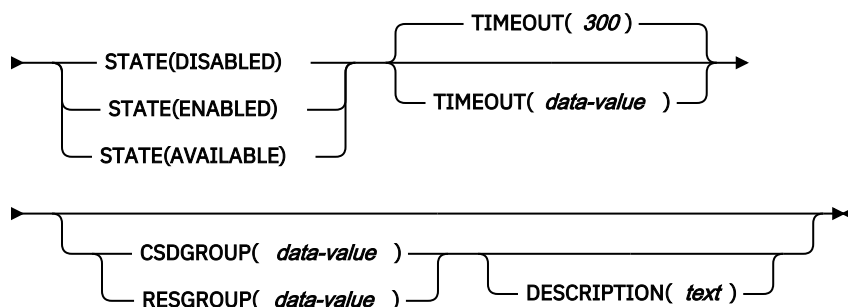 TIMEOUT( 300 )
STATE(DISABLED)
STATE(ENABLED)
TIMEOUT( data-value )
STATE(AVAILABLE)
CSDGROUP( data-value )
RESGROUP( data-value )
DESCRIPTION( text )